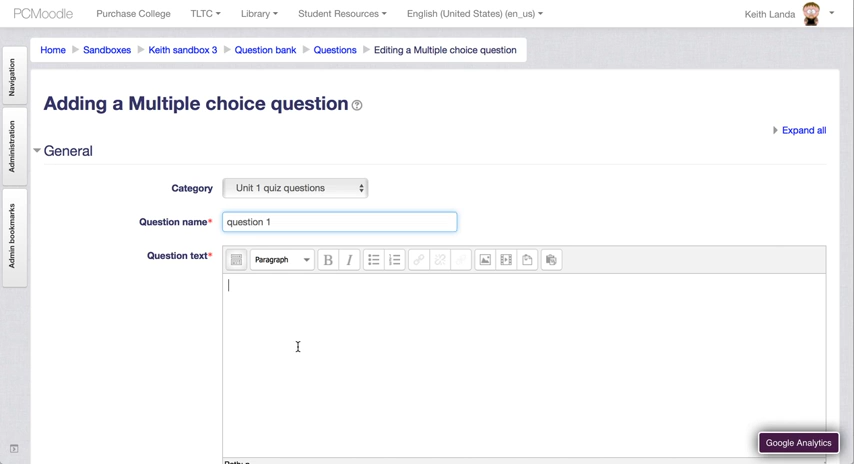 PCMoodle Purchase College TLTC Library Student Resources English (United States) (en_us) Keith Landa
Home Sandboxes Keith sandbox 3 Question bank Questions Editing a Multiple choice question
Navigation
Administration
Admin bookmarks
Adding a Multiple choice question
Expand all
General
Category Unit 1 quiz questions
Question name* question 1
Question text* Paragraph B I
Google Analytics